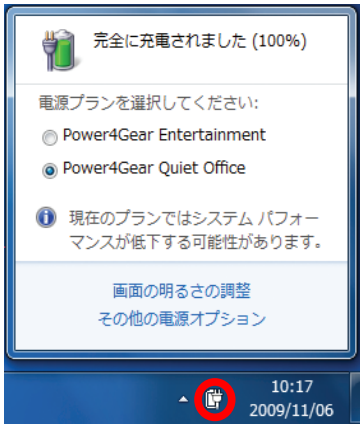 完全に充電されました (100%)
電源プランを選択してください:
Power4Gear Entertainment
Power4Gear Quiet Office
現在のプランではシステム パフォー
マンスが低下する可能性があります。
画面の明るさの調整
その他の電源オプション
10:17
2009/11/06